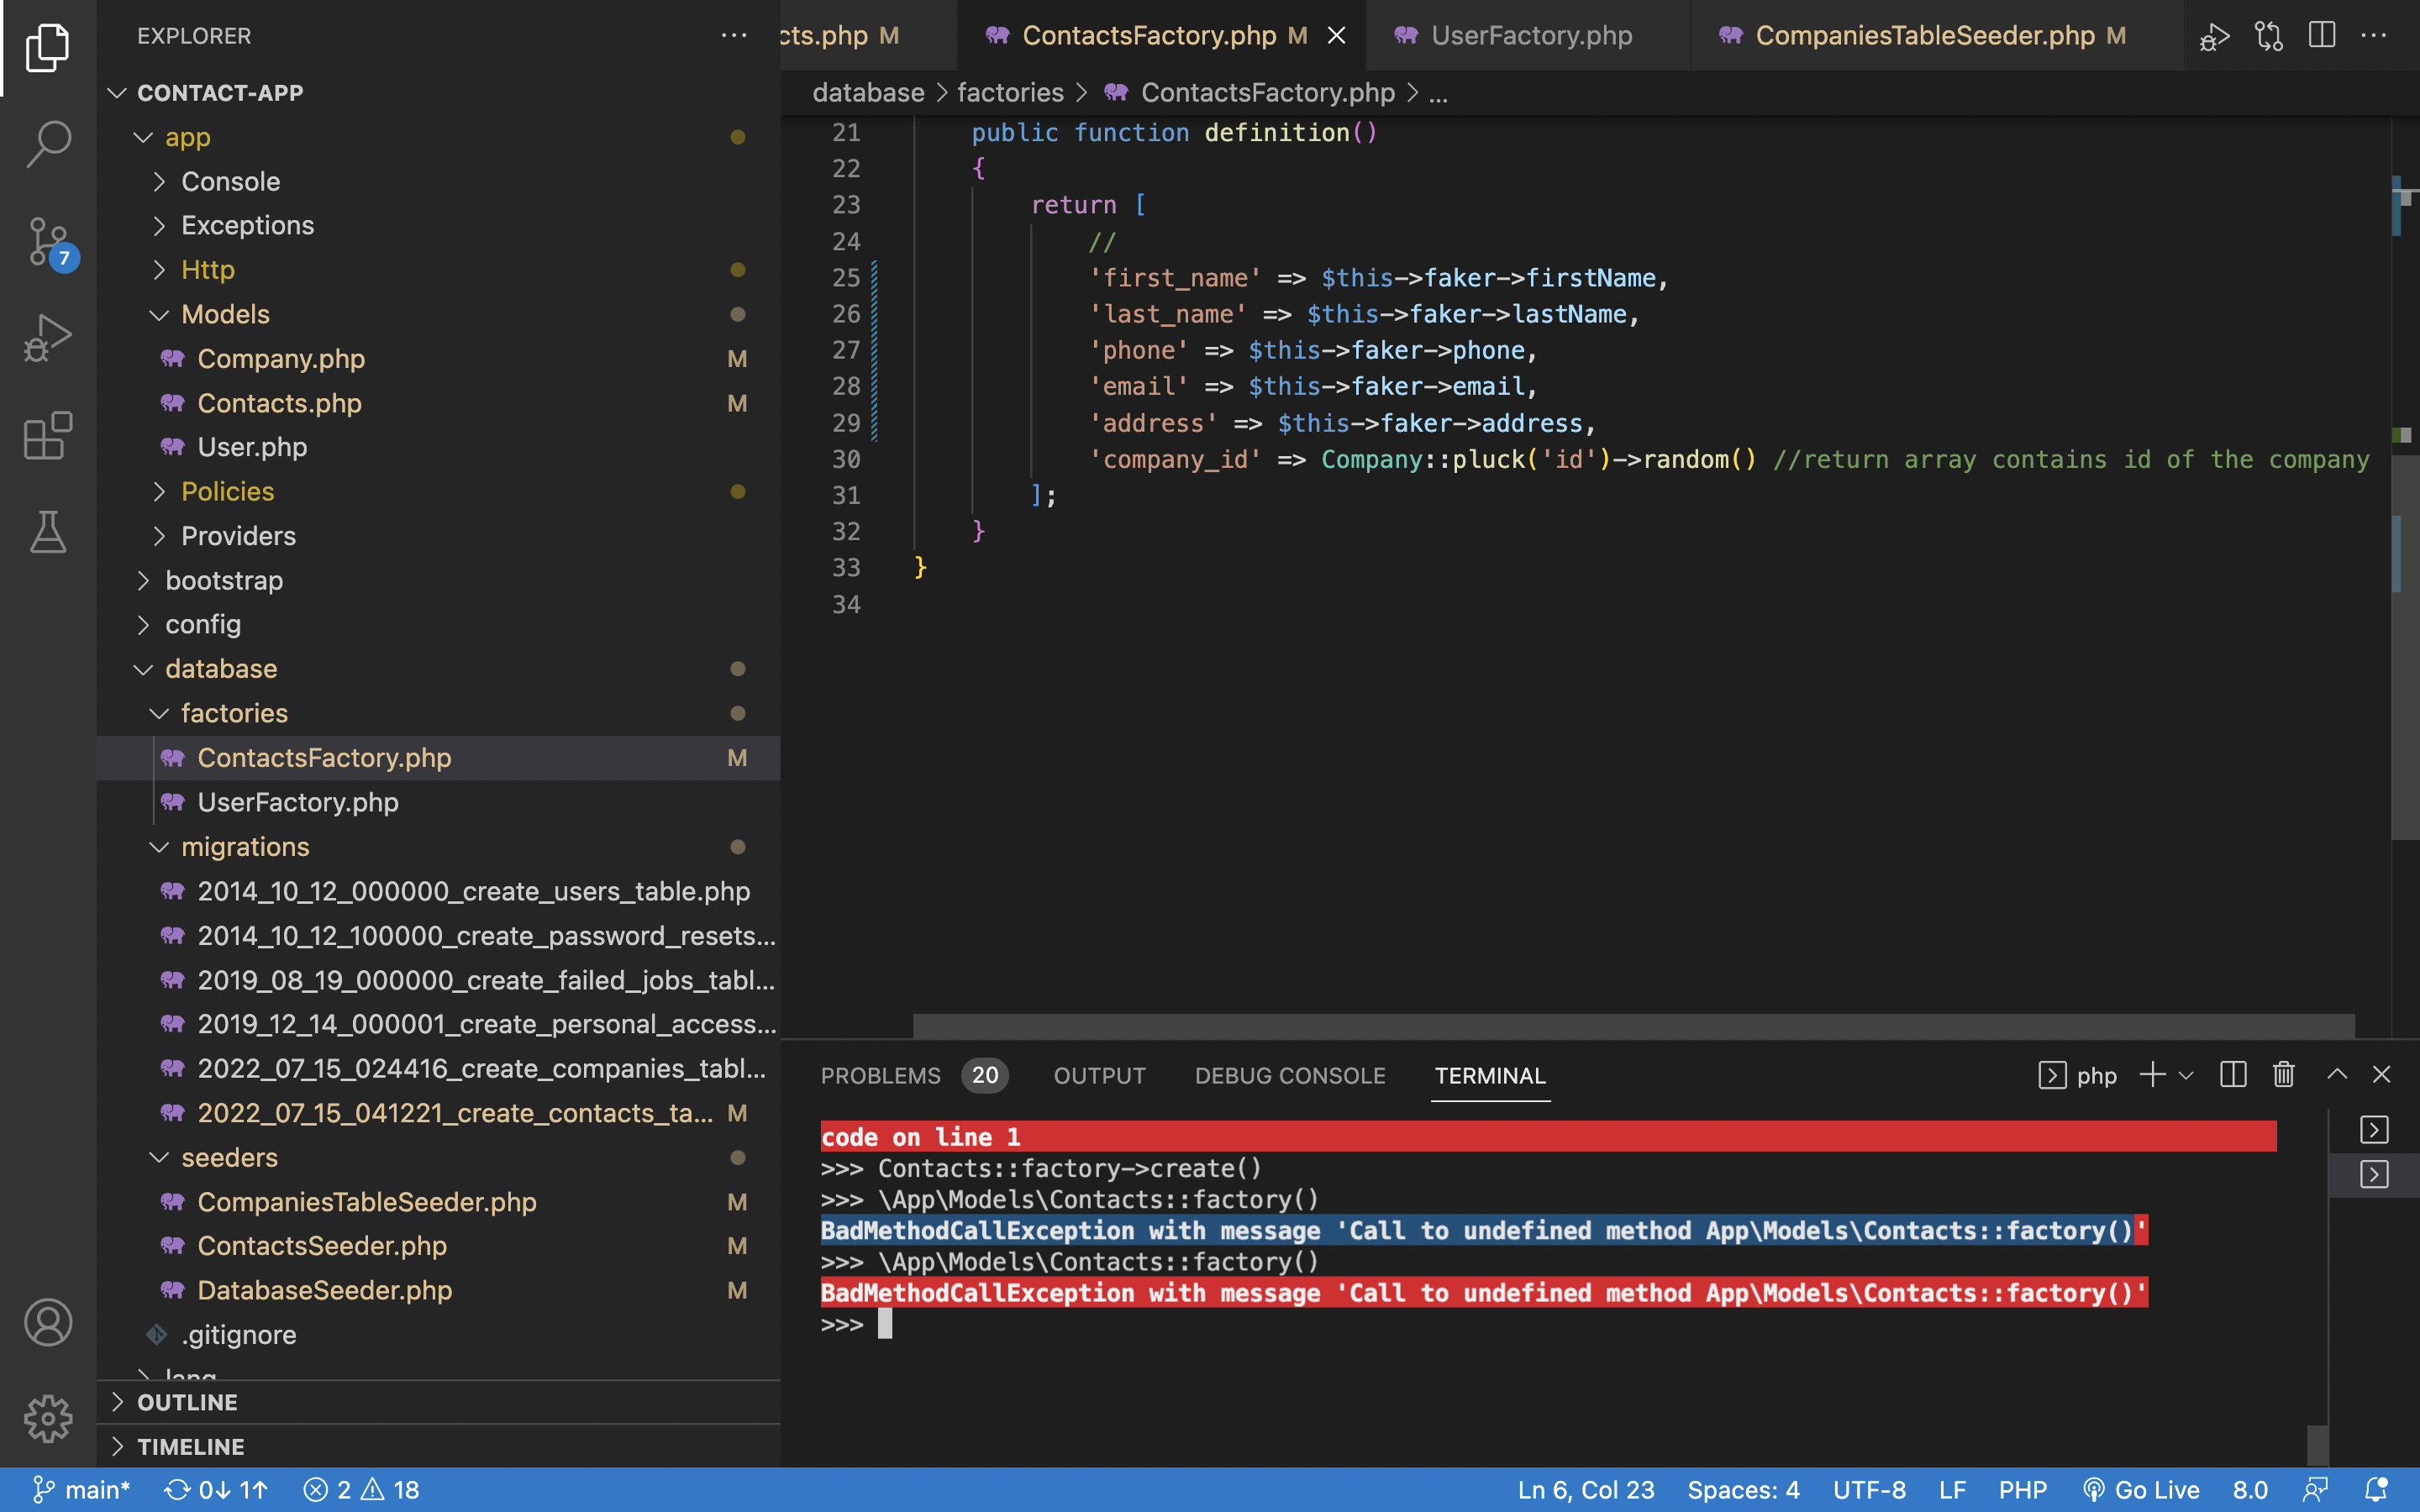 EXPLORER
CONTACT-APP
app
Console
Exceptions
Http
Models
Company.php M
Contacts.php M
User.php
Policies
Providers
bootstrap
config
database
factories
ContactsFactory.php M
UserFactory.php
migrations
2014_10_12_000000_create_users_table.php
2014_10_12_100000_create_password_resets...
2019_08_19_000000_create_failed_jobs_tabl...
2019_12_14_000001_create_personal_access...
2022_07_15_024416_create_companies_tabl...
2022_07_15_041221_create_contacts_ta... M
seeders
CompaniesTableSeeder.php M
ContactsSeeder.php M
DatabaseSeeder.php M
.gitignore
lang
OUTLINE
TIMELINE
7
cts.php M
ContactsFactory.php M
UserFactory.php
CompaniesTableSeeder.php M
database > factories > ContactsFactory.php > ...
21 public function definition()
22 {
23 return [
24 //
25 'first_name' => $this->faker->firstName,
26 'last_name' => $this->faker->lastName,
27 'phone' => $this->faker->phone,
28 'email' => $this->faker->email,
29 'address' => $this->faker->address,
30 'company_id' => Company::pluck('id')->random() //return array contains id of the company
31 ];
32 }
33 }
34
PROBLEMS 20 OUTPUT DEBUG CONSOLE TERMINAL php
code on line 1
>>> Contacts::factory->create()
>>> \App\Models\Contacts::factory()
BadMethodCallException with message 'Call to undefined method App\Models\Contacts::factory()'
>>> \App\Models\Contacts::factory()
BadMethodCallException with message 'Call to undefined method App\Models\Contacts::factory()'
>>>
main* 0↓ 1↑ 2 18 Ln 6, Col 23 Spaces: 4 UTF-8 LF PHP Go Live 8.0